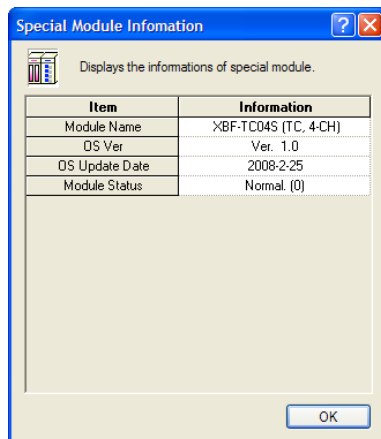 Special Module Infomation
Displays the informations of special module.
Item Information
Module Name XBF-TC04S (TC, 4-CH)
OS Ver Ver. 1.0
OS Update Date 2008-2-25
Module Status Normal. (0)
OK